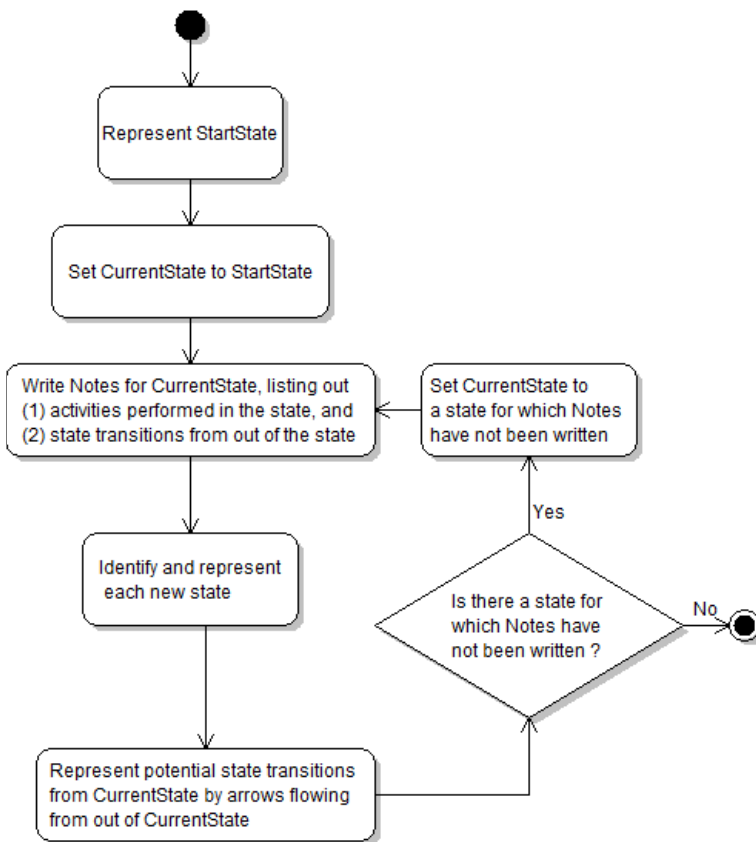 Represent StartState
Set CurrentState to StartState
Write Notes for CurrentState, listing out
(1) activities performed in the state, and
(2) state transitions from out of the state
Set CurrentState to
a state for which Notes
have not been written
Yes
Identify and represent
each new state
Is there a state for
which Notes have
not been written ?
No
Represent potential state transitions
from CurrentState by arrows flowing
from out of CurrentState